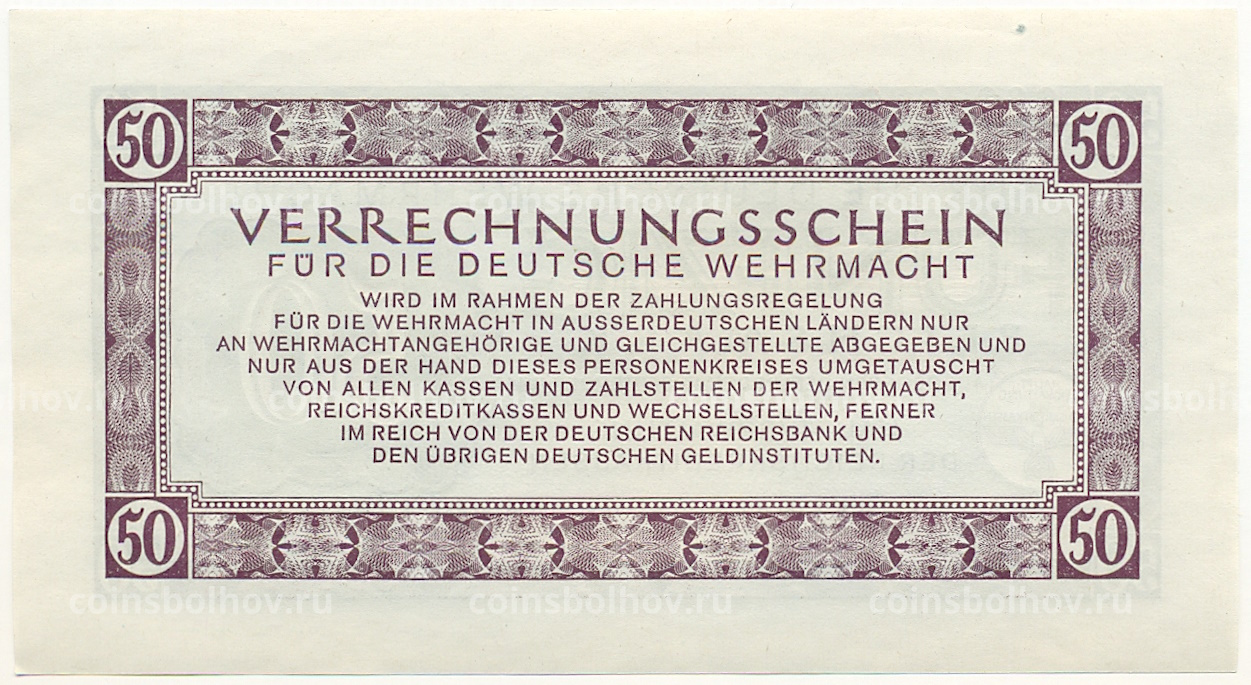 50 50
VERRECHNUNGSSCHEIN
FÜR DIE DEUTSCHE WEHRMACHT
WIRD IM RAHMEN DER ZAHLUNGSREGELUNG
FÜR DIE WEHRMACHT IN AUSSERDEUTSCHEN LÄNDERN NUR
AN WEHRMACHTANGEHÖRIGE UND GLEICHGESTELLTE ABGEGEBEN UND
NUR AUS DER HAND DIESES PERSONENKREISES UMGETAUSCHT
VON ALLEN KASSEN UND ZAHLSTELLEN DER WEHRMACHT,
REICHSKREDITKASSEN UND WECHSELSTELLEN, FERNER
IM REICH VON DER DEUTSCHEN REICHSBANK UND
DEN ÜBRIGEN DEUTSCHEN GELDINSTITUTEN.
50 50
coinsbolhov.ru coinsbolhov.ru coinsbolhov.ru